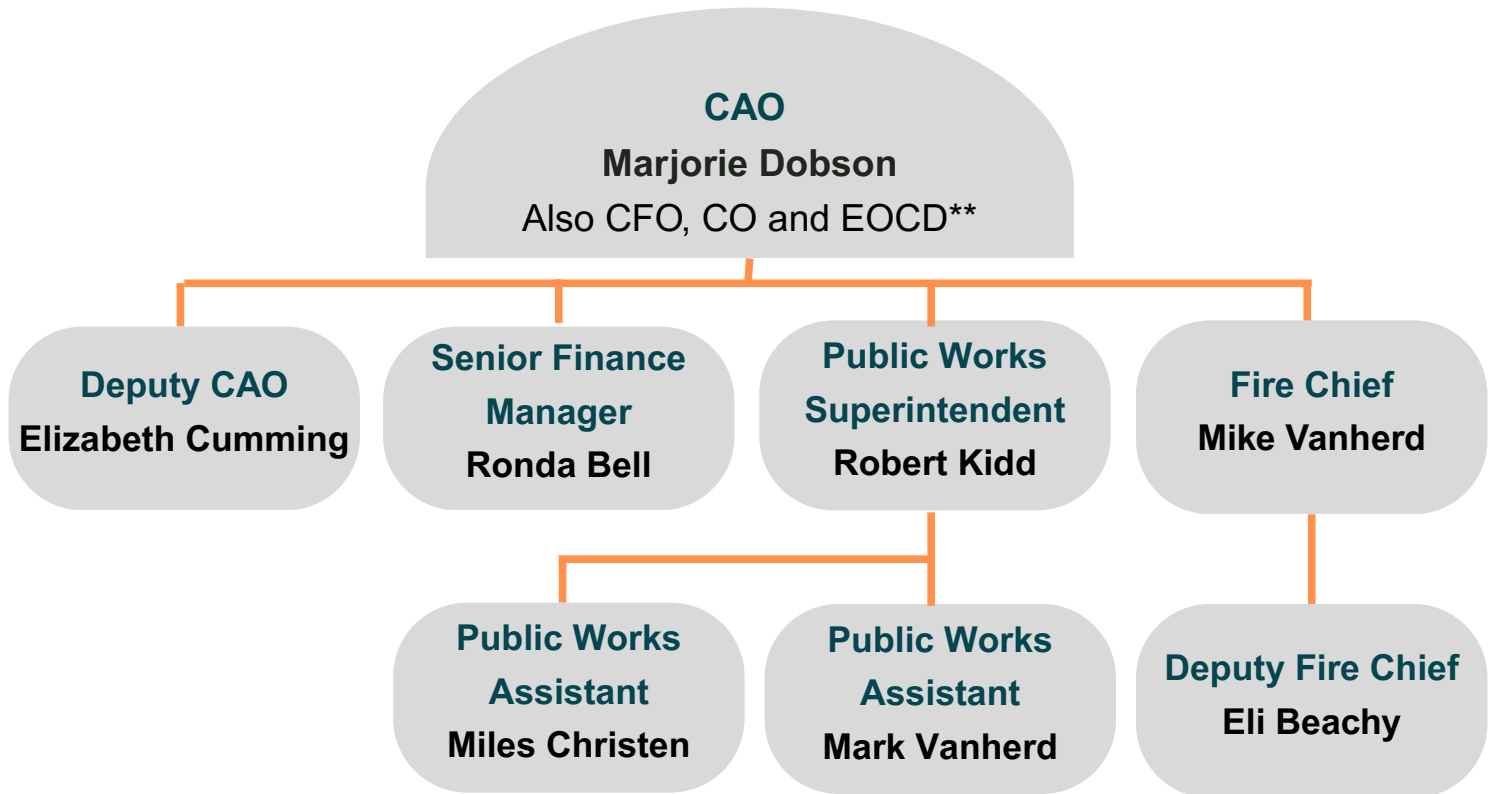 CAO
Marjorie Dobson
Also CFO, CO and EOCD**
Deputy CAO
Elizabeth Cumming
Senior Finance
Manager
Ronda Bell
Public Works
Superintendent
Robert Kidd
Fire Chief
Mike Vanherd
Public Works
Assistant
Miles Christen
Public Works
Assistant
Mark Vanherd
Deputy Fire Chief
Eli Beachy